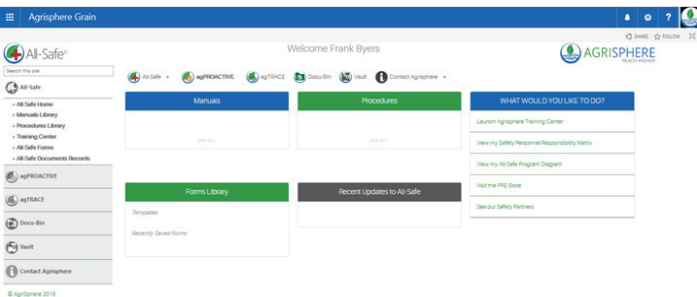 Agrisphere Grain
?
SHARE FOLLOW
All-Safe®
Welcome Frank Byers
AGRISPHERE
REACH HIGHER
Search this site
All-Safe agPROACTIVE agTRACE Docu-Bin Vault Contact Agrisphere
All-Safe
> All-Safe Home
> Manuals Library
> Procedures Library
> Training Center
> All-Safe Forms
> All-Safe Documents Records
agPROACTIVE
agTRACE
Docu-Bin
Vault
Contact Agrisphere
© AgriSphere 2015
Manuals
Procedures
Forms Library
Templates
Recently Saved Forms
Recent Updates to All-Safe
WHAT WOULD YOU LIKE TO DO?
Launch Agrisphere Training Center
View my Safety Personnel Responsibility Matrix
View my All-Safe Program Diagram
Visit the PPE Store
See our Safety Partners